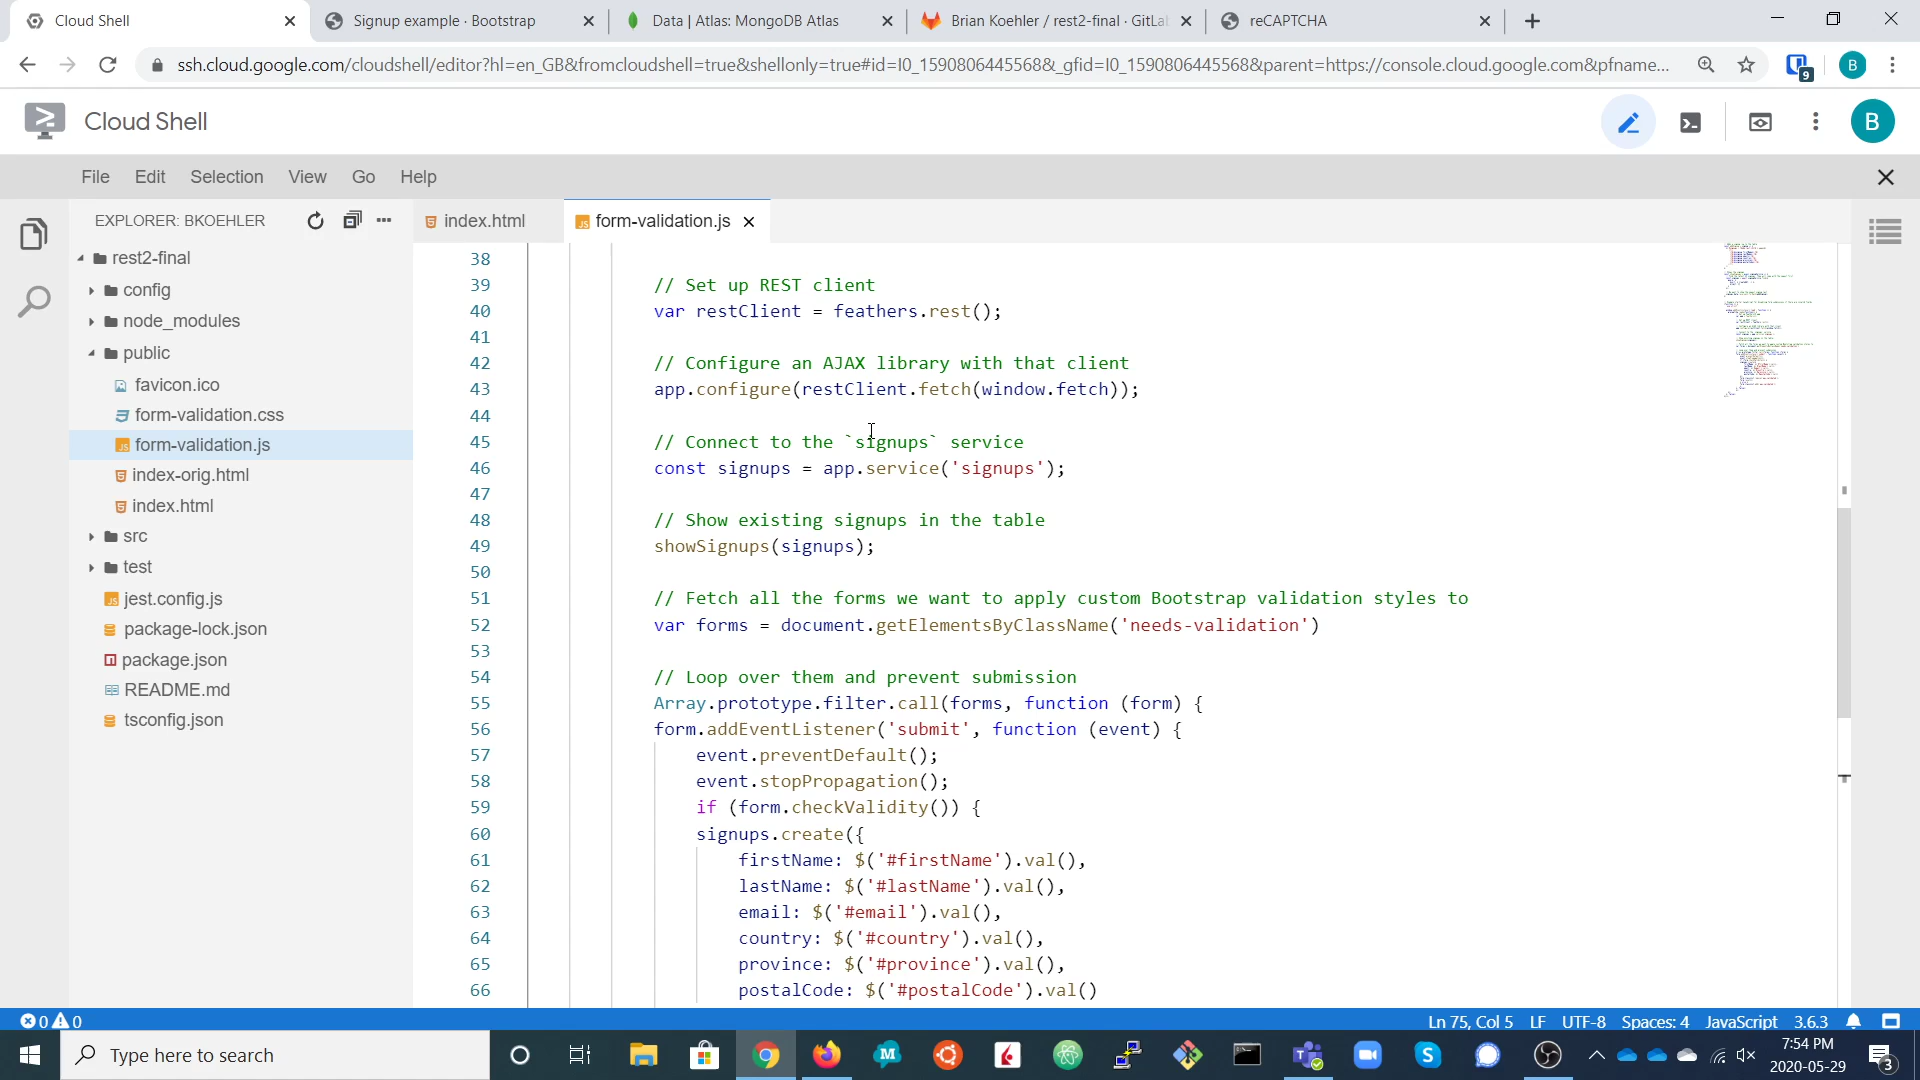 Cloud Shell
Signup example · Bootstrap
Data | Atlas: MongoDB Atlas
Brian Koehler / rest2-final · GitLa
reCAPTCHA
ssh.cloud.google.com/cloudshell/editor?hl=en_GB&fromcloudshell=true&shellonly=true#id=I0_1590806445568&_gfid=I0_1590806445568&parent=https://console.cloud.google.com&pfname...
9
B
Cloud Shell
B
File Edit Selection View Go Help
EXPLORER: BKOEHLER
index.html
form-validation.js
rest2-final
config
node_modules
public
favicon.ico
form-validation.css
form-validation.js
index-orig.html
index.html
src
test
jest.config.js
package-lock.json
package.json
README.md
tsconfig.json
38
39 // Set up REST client
40 var restClient = feathers.rest();
41
42 // Configure an AJAX library with that client
43 app.configure(restClient.fetch(window.fetch));
44
45 // Connect to the `signups` service
46 const signups = app.service('signups');
47
48 // Show existing signups in the table
49 showSignups(signups);
50
51 // Fetch all the forms we want to apply custom Bootstrap validation styles to
52 var forms = document.getElementsByClassName('needs-validation')
53
54 // Loop over them and prevent submission
55 Array.prototype.filter.call(forms, function (form) {
56 form.addEventListener('submit', function (event) {
57 event.preventDefault();
58 event.stopPropagation();
59 if (form.checkValidity()) {
60 signups.create({
61 firstName: $('#firstName').val(),
62 lastName: $('#lastName').val(),
63 email: $('#email').val(),
64 country: $('#country').val(),
65 province: $('#province').val(),
66 postalCode: $('#postalCode').val()
0 0
Ln 75, Col 5 LF UTF-8 Spaces: 4 JavaScript 3.6.3
Type here to search
7:54 PM
2020-05-29
3